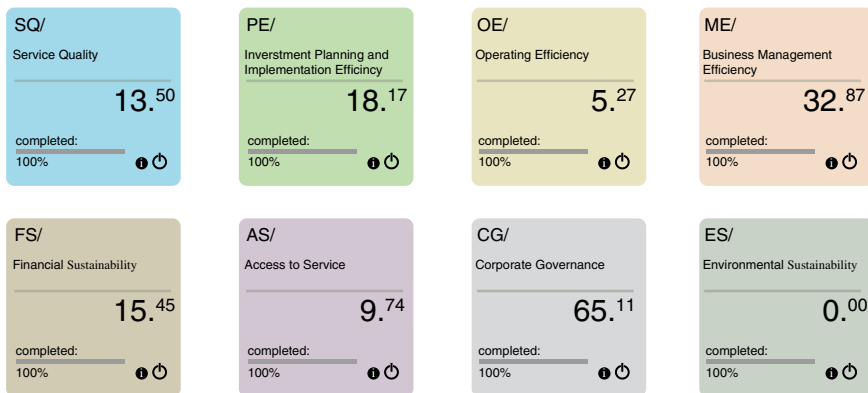 SQ/
Service Quality
13.50
completed:
100%
PE/
Inverstment Planning and
Implementation Efficincy
18.17
completed:
100%
OE/
Operating Efficiency
5.27
completed:
100%
ME/
Business Management
Efficiency
32.87
completed:
100%
FS/
Financial Sustainability
15.45
completed:
100%
AS/
Access to Service
9.74
completed:
100%
CG/
Corporate Governance
65.11
completed:
100%
ES/
Environmental Sustainability
0.00
completed:
100%